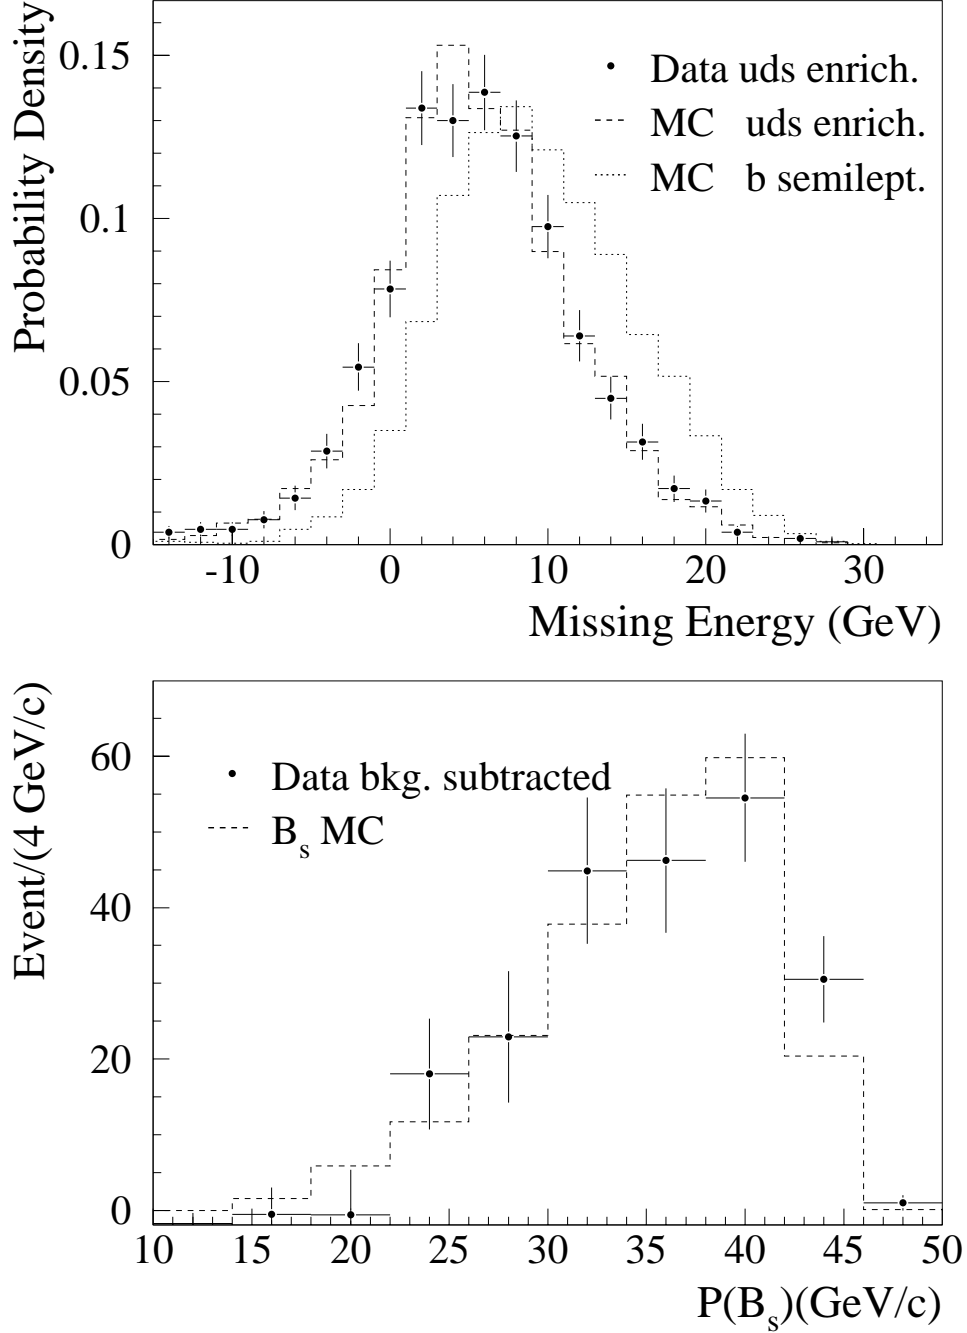 Probability Density
0.15
0.1
0.05
0
Data uds enrich.
MC uds enrich.
MC b semilept.
-10 0 10 20 30
Missing Energy (GeV)
Event/(4 GeV/c)
60
40
20
0
Data bkg. subtracted
B_s MC
10 15 20 25 30 35 40 45 50
P(B_s)(GeV/c)